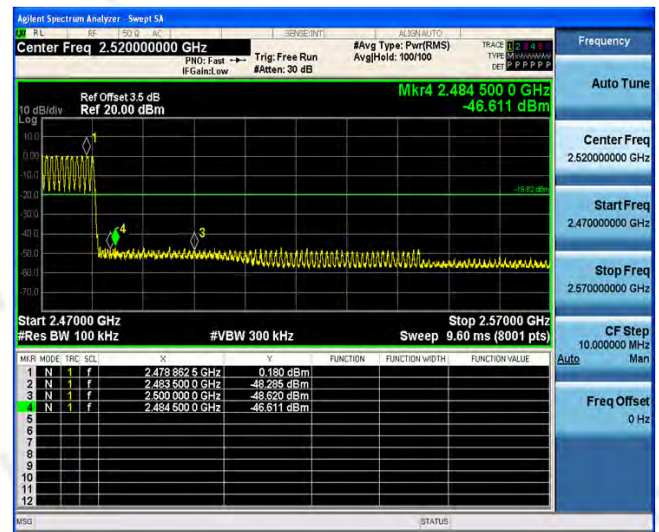 Agilent Spectrum Analyzer - Swept SA
RL RF 50 Ω AC SENSE:INT ALIGN AUTO
Center Freq 2.520000000 GHz
PNO: Fast
IFGain:Low
Trig: Free Run
#Atten: 30 dB
#Avg Type: Pwr(RMS)
Avg|Hold: 100/100
TRACE 1 2 3 4 5 6
TYPE
DET P P P P P P
Mkr4 2.484 500 0 GHz
-46.611 dBm
Ref Offset 3.5 dB
10 dB/div Ref 20.00 dBm
Log
10.0
0.00
-10.0
-20.0
-30.0
-40.0
-50.0
-60.0
-70.0
1
4
3
-19.82 dBm
Start 2.47000 GHz Stop 2.57000 GHz
#Res BW 100 kHz #VBW 300 kHz Sweep 9.60 ms (8001 pts)
MKR MODE TRC SCL X Y FUNCTION FUNCTION WIDTH FUNCTION VALUE
1 N 1 f 2.478 862 5 GHz 0.180 dBm
2 N 1 f 2.483 500 0 GHz -48.285 dBm
3 N 1 f 2.500 000 0 GHz -48.620 dBm
4 N 1 f 2.484 500 0 GHz -46.611 dBm
5
6
7
8
9
10
11
12
MSG STATUS
Frequency
Auto Tune
Center Freq
2.520000000 GHz
Start Freq
2.470000000 GHz
Stop Freq
2.570000000 GHz
CF Step
10.000000 MHz
Auto Man
Freq Offset
0 Hz